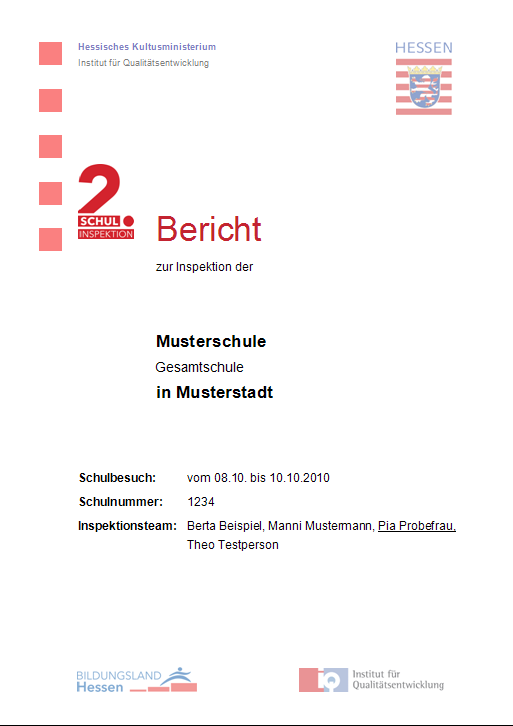 Hessisches Kultusministerium
Institut für Qualitätsentwicklung
HESSEN
2.
SCHUL
INSPEKTION
Bericht
zur Inspektion der
Musterschule
Gesamtschule
in Musterstadt
Schulbesuch: vom 08.10. bis 10.10.2010
Schulnummer: 1234
Inspektionsteam: Berta Beispiel, Manni Mustermann, Pia Probefrau,
Theo Testperson
BILDUNGSLAND
Hessen
iQ
Institut für
Qualitätsentwicklung